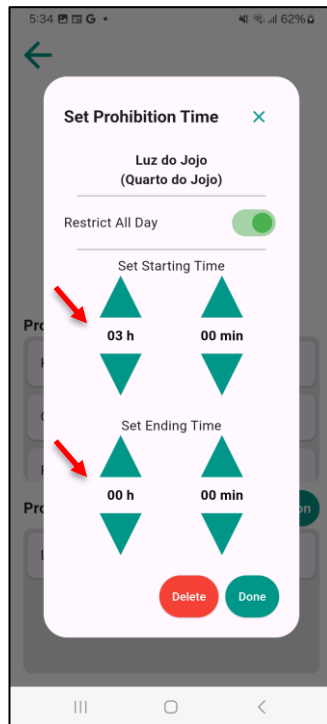 5:34 G • 62%
Set Prohibition Time ×
Luz do Jojo
(Quarto do Jojo)
Restrict All Day
Set Starting Time
Pro
03 h 00 min
Set Ending Time
00 h 00 min
Pro on
Delete Done